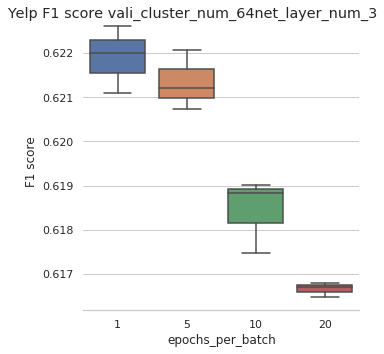 Yelp F1 score vali_cluster_num_64net_layer_num_3
F1 score
0.622
0.621
0.620
0.619
0.618
0.617
1 5 10 20
epochs_per_batch